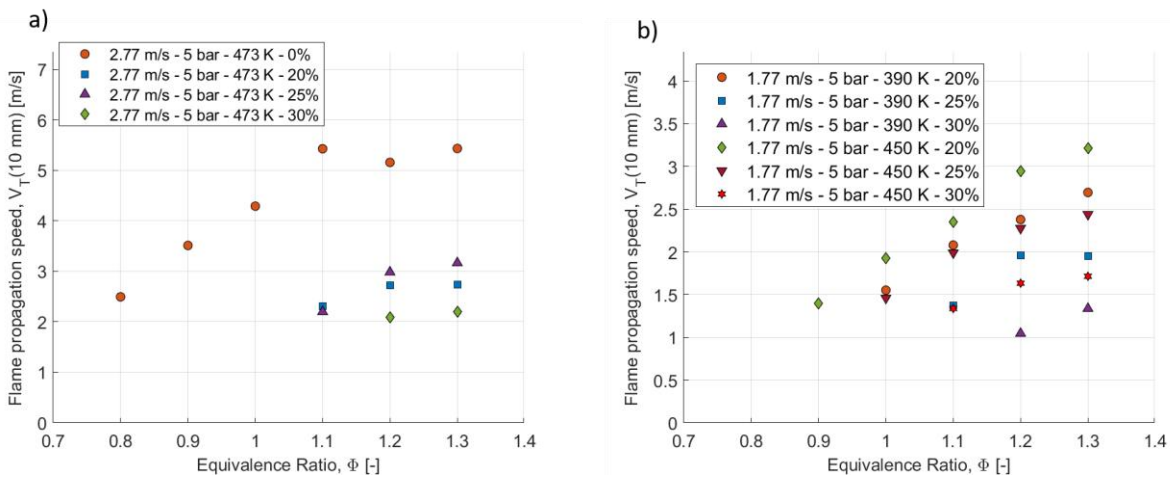 a)
2.77 m/s - 5 bar - 473 K - 0%
2.77 m/s - 5 bar - 473 K - 20%
2.77 m/s - 5 bar - 473 K - 25%
2.77 m/s - 5 bar - 473 K - 30%
Flame propagation speed, V_T(10 mm) [m/s]
7
6
5
4
3
2
1
0
0.7 0.8 0.9 1 1.1 1.2 1.3 1.4
Equivalence Ratio, Φ [-]
b)
1.77 m/s - 5 bar - 390 K - 20%
1.77 m/s - 5 bar - 390 K - 25%
1.77 m/s - 5 bar - 390 K - 30%
1.77 m/s - 5 bar - 450 K - 20%
1.77 m/s - 5 bar - 450 K - 25%
1.77 m/s - 5 bar - 450 K - 30%
Flame propagation speed, V_T(10 mm) [m/s]
4
3.5
3
2.5
2
1.5
1
0.5
0
0.7 0.8 0.9 1 1.1 1.2 1.3 1.4
Equivalence Ratio, Φ [-]